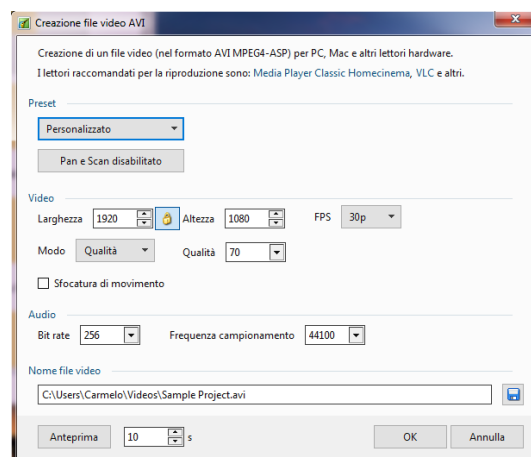 Creazione file video AVI
Creazione di un file video (nel formato AVI MPEG4-ASP) per PC, Mac e altri lettori hardware.
I lettori raccomandati per la riproduzione sono: Media Player Classic Homecinema, VLC e altri.
Preset
Personalizzato
Pan e Scan disabilitato
Video
Larghezza 1920 Altezza 1080 FPS 30p
Modo Qualità Qualità 70
Sfocatura di movimento
Audio
Bit rate 256 Frequenza campionamento 44100
Nome file video
C:\Users\Carmelo\Videos\Sample Project.avi
Anteprima 10 s OK Annulla